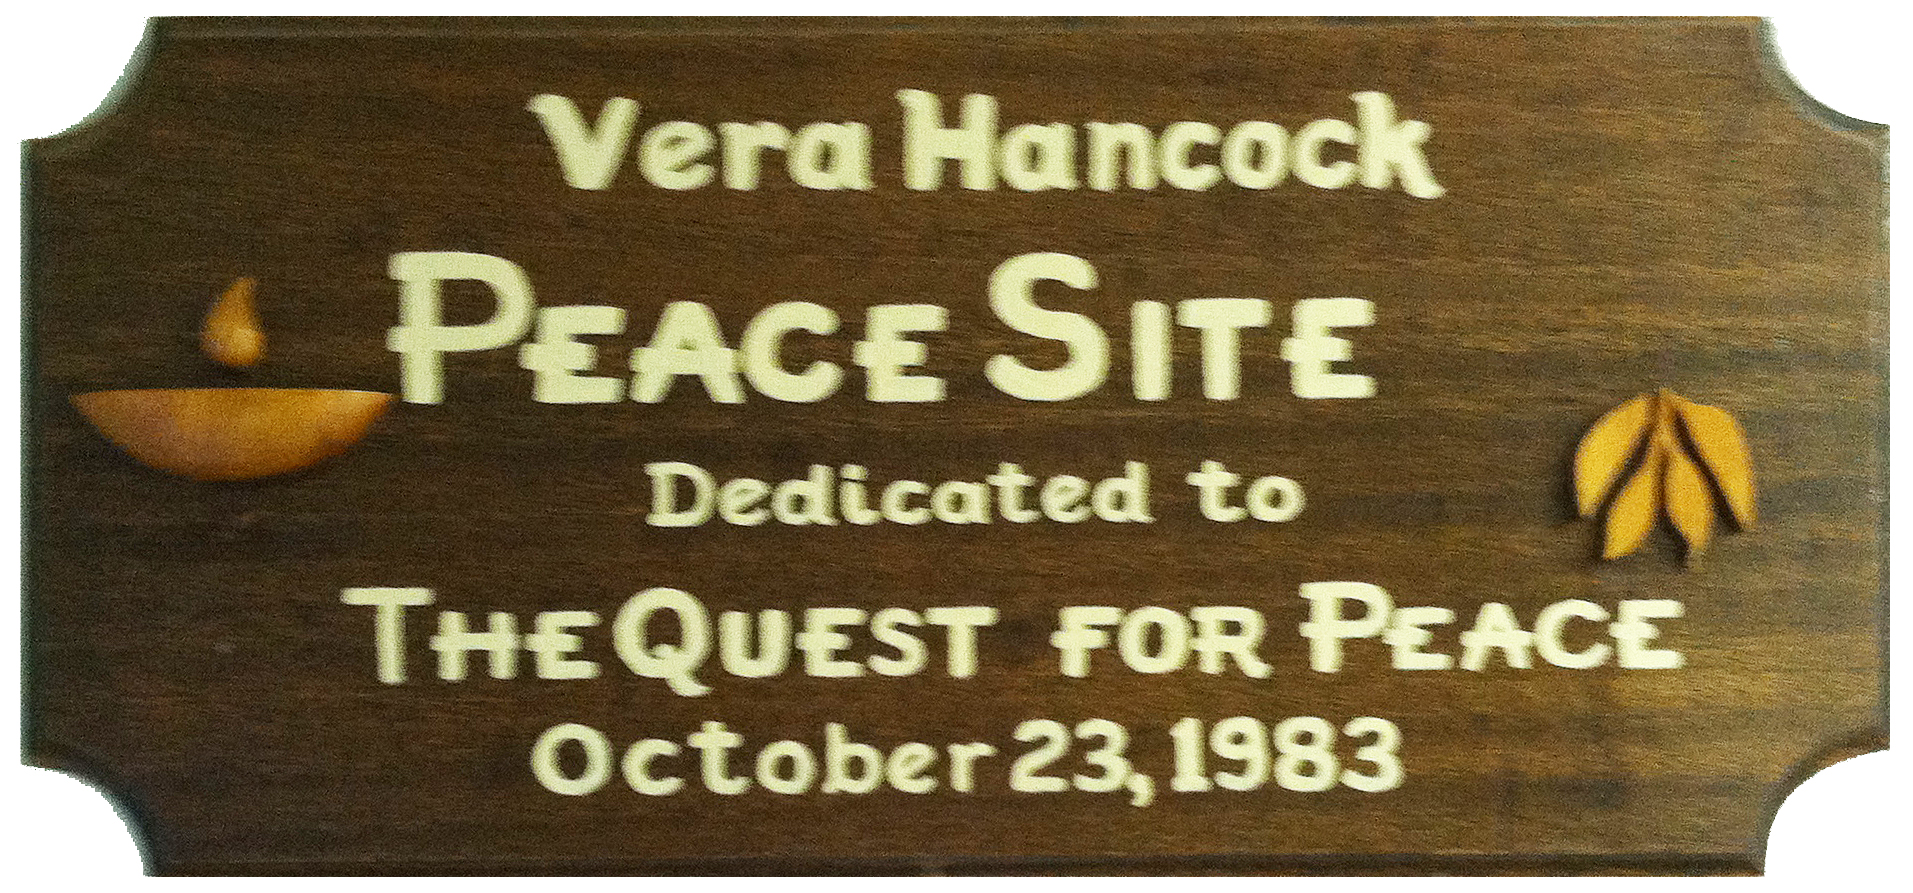 Vera Hancock
PEACE SITE
Dedicated to
THE QUEST FOR PEACE
October 23, 1983